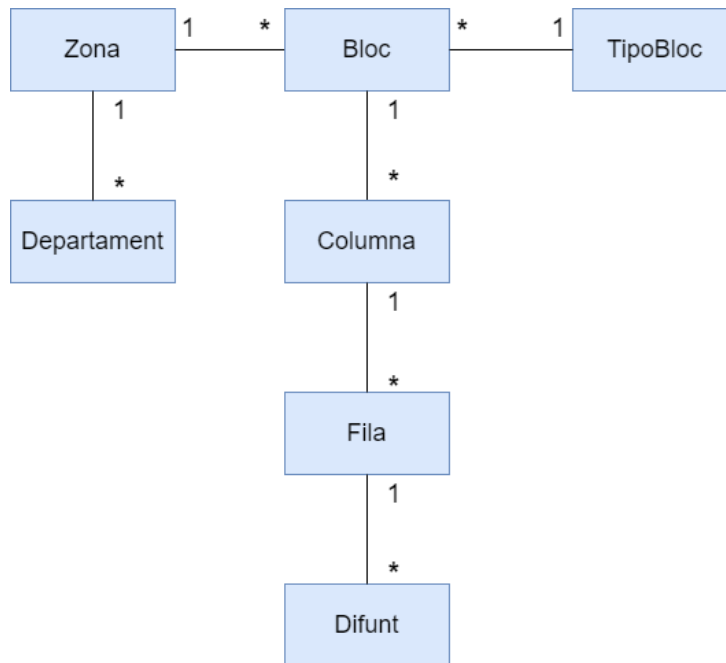 1 * * 1
Zona Bloc TipoBloc
1 1
* *
Departament Columna
1
*
Fila
1
*
Difunt